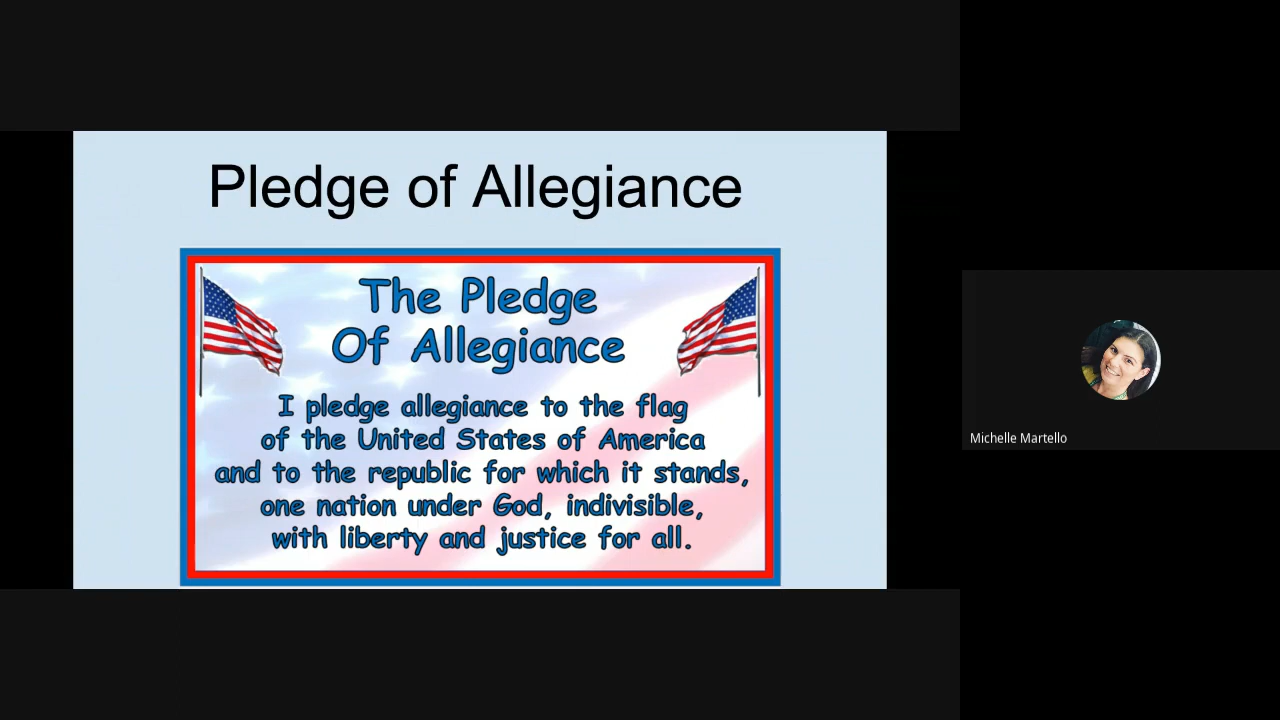 Pledge of Allegiance
The Pledge
Of Allegiance
I pledge allegiance to the flag
of the United States of America
and to the republic for which it stands,
one nation under God, indivisible,
with liberty and justice for all.
Michelle Martello